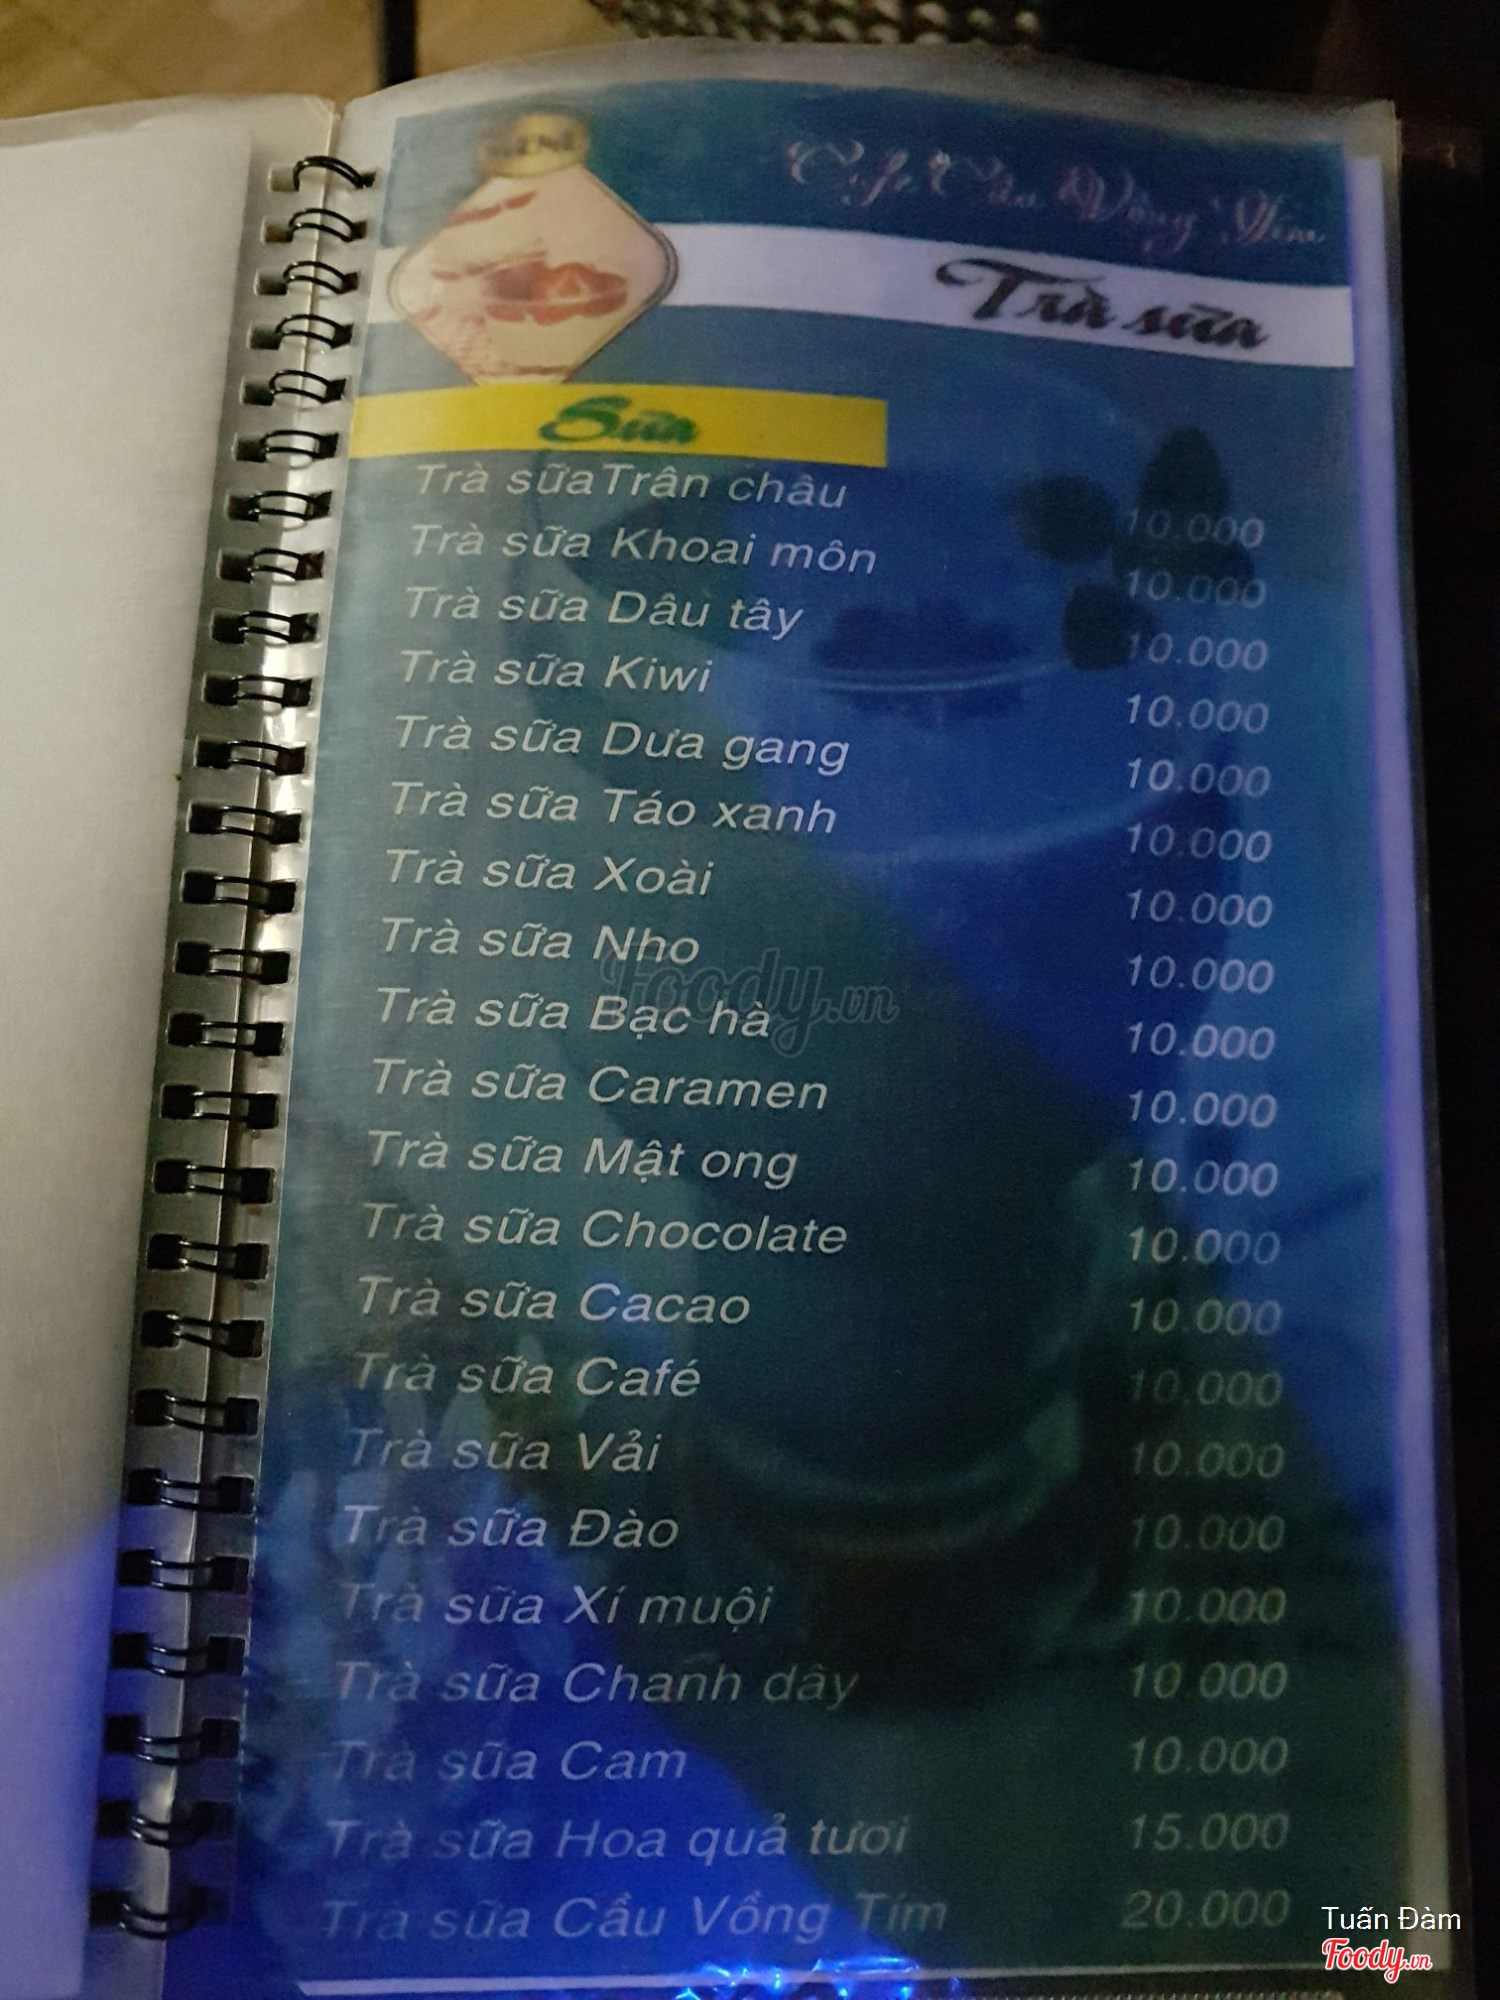 Cafe Cầu Vồng Tím
Trà sữa
Sữa
Trà sữaTrân châu 10.000
Trà sữa Khoai môn 10.000
Trà sữa Dâu tây 10.000
Trà sữa Kiwi 10.000
Trà sữa Dưa gang 10.000
Trà sữa Táo xanh 10.000
Trà sữa Xoài 10.000
Trà sữa Nho 10.000
Trà sữa Bạc hà 10.000
Trà sữa Caramen 10.000
Trà sữa Mật ong 10.000
Trà sữa Chocolate 10.000
Trà sữa Cacao 10.000
Trà sữa Café 10.000
Trà sữa Vải 10.000
Trà sữa Đào 10.000
Trà sữa Xí muội 10.000
Trà sữa Chanh dây 10.000
Trà sữa Cam 10.000
Trà sữa Hoa quả tươi 15.000
Trà sữa Cầu Vồng Tím 20.000
Foody.vn
Tuấn Đàm
Foody.vn